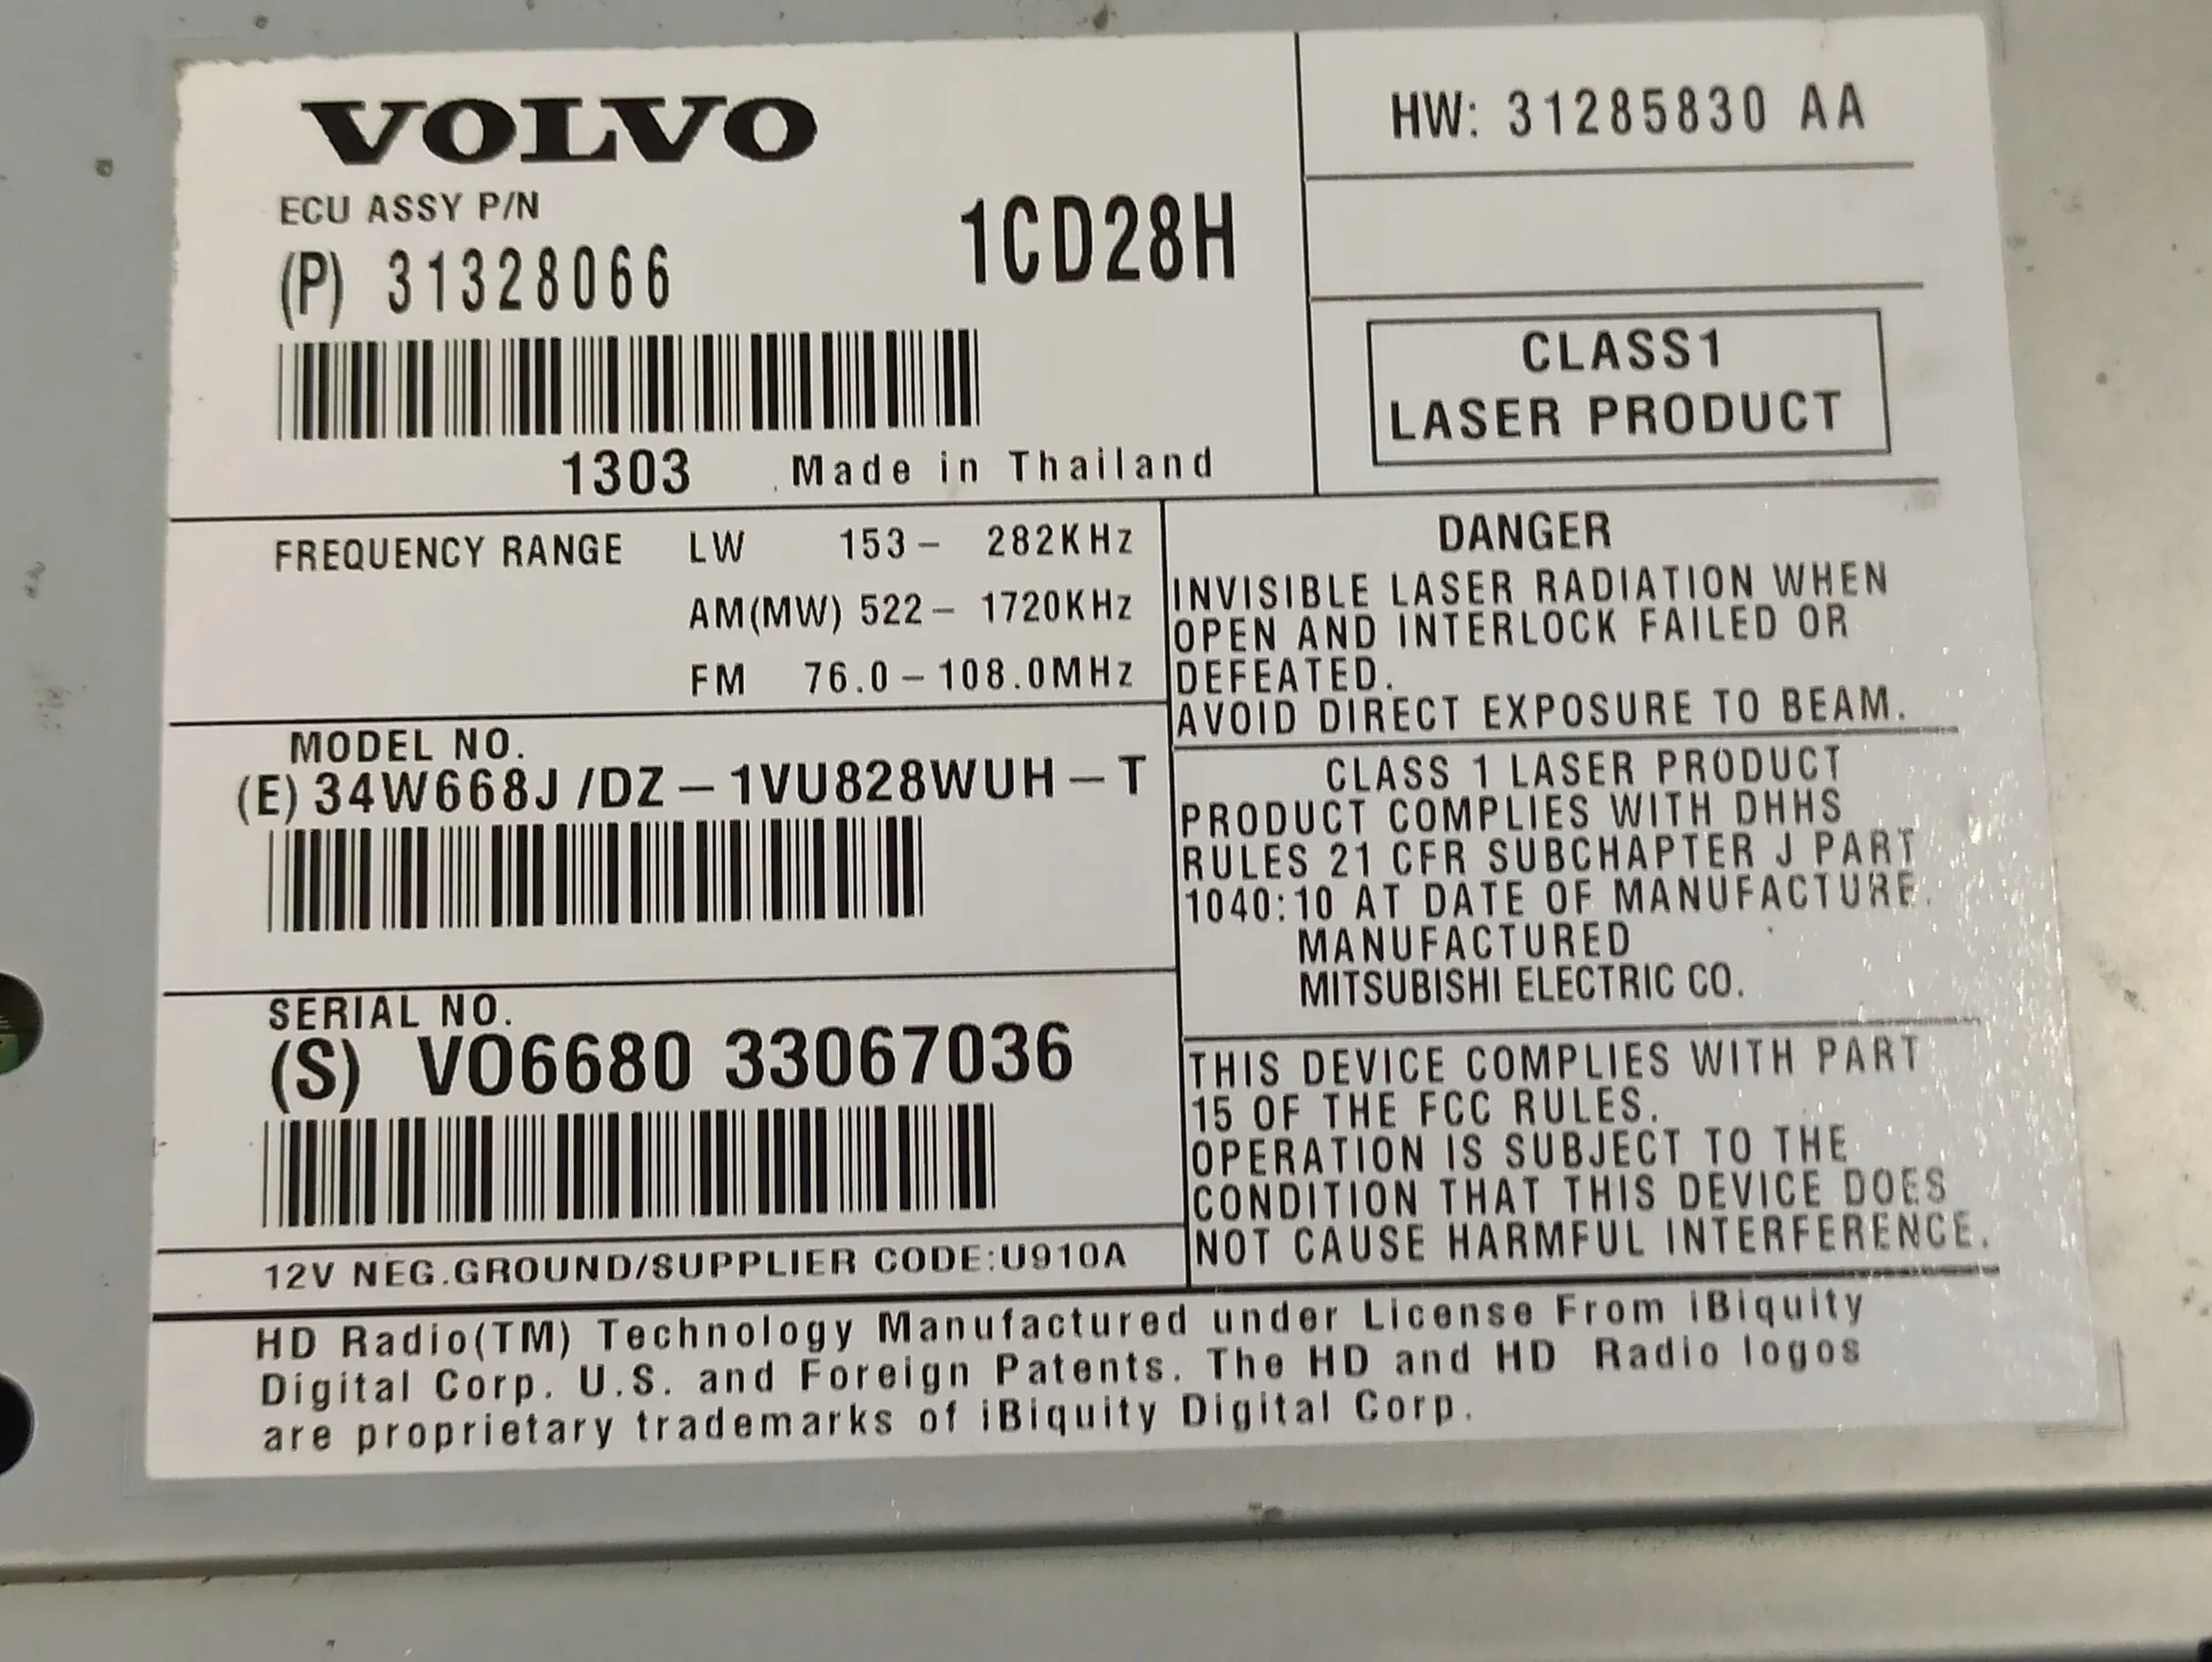 VOLVO
ECU ASSY P/N
(P) 31328066
1CD28H
1303 Made in Thailand
HW: 31285830 AA
CLASS1
LASER PRODUCT
FREQUENCY RANGE LW 153 – 282KHz
AM(MW) 522 – 1720KHz
FM 76.0 – 108.0MHz
MODEL NO.
(E) 34W668J /DZ – 1VU828WUH – T
SERIAL NO.
(S) VO6680 33067036
12V NEG.GROUND/SUPPLIER CODE:U910A
DANGER
INVISIBLE LASER RADIATION WHEN
OPEN AND INTERLOCK FAILED OR
DEFEATED.
AVOID DIRECT EXPOSURE TO BEAM.
CLASS 1 LASER PRODUCT
PRODUCT COMPLIES WITH DHHS
RULES 21 CFR SUBCHAPTER J PART
1040:10 AT DATE OF MANUFACTURE.
MANUFACTURED
MITSUBISHI ELECTRIC CO.
THIS DEVICE COMPLIES WITH PART
15 OF THE FCC RULES.
OPERATION IS SUBJECT TO THE
CONDITION THAT THIS DEVICE DOES
NOT CAUSE HARMFUL INTERFERENCE.
HD Radio(TM) Technology Manufactured under License From iBiquity
Digital Corp. U.S. and Foreign Patents. The HD and HD Radio logos
are proprietary trademarks of iBiquity Digital Corp.